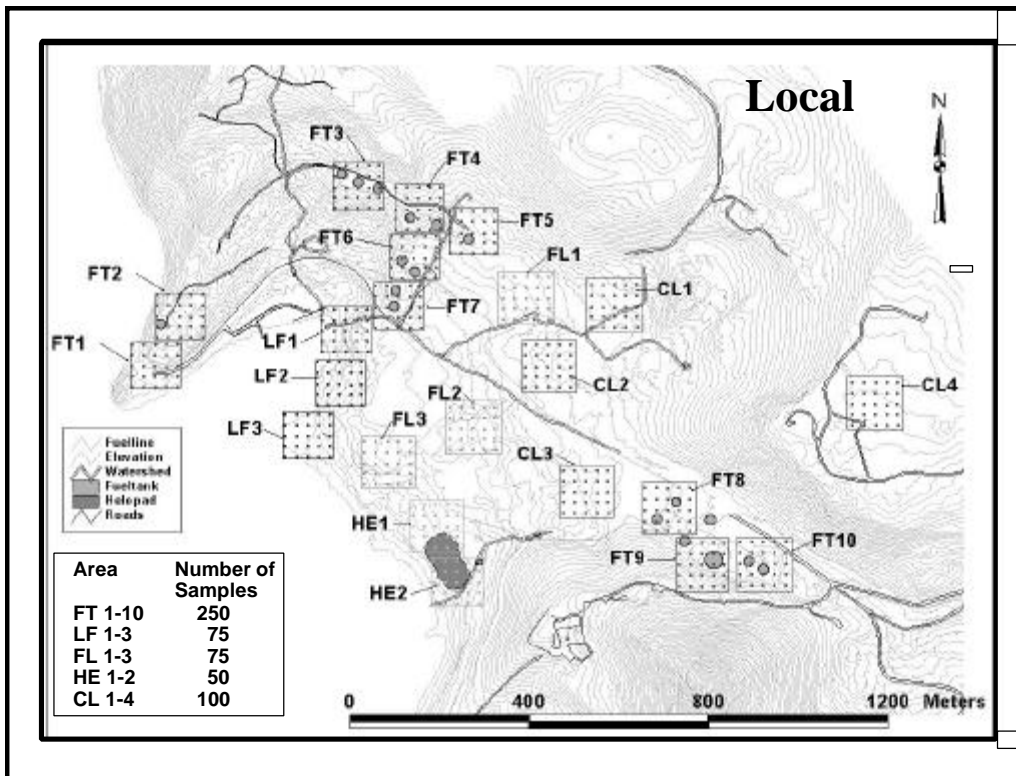 Local
N
FT3
FT4
FT5
FT6
FL1
FT2
CL1
FT7
FT1
LF1
LF2
CL2
CL4
FL2
LF3
FL3
CL3
FT8
HE1
FT9
FT10
HE2
Fuelline
Elevation
Watershed
Fueltank
Helopad
Roads
Area Number of
Samples
FT 1-10 250
LF 1-3 75
FL 1-3 75
HE 1-2 50
CL 1-4 100
0 400 800 1200 Meters